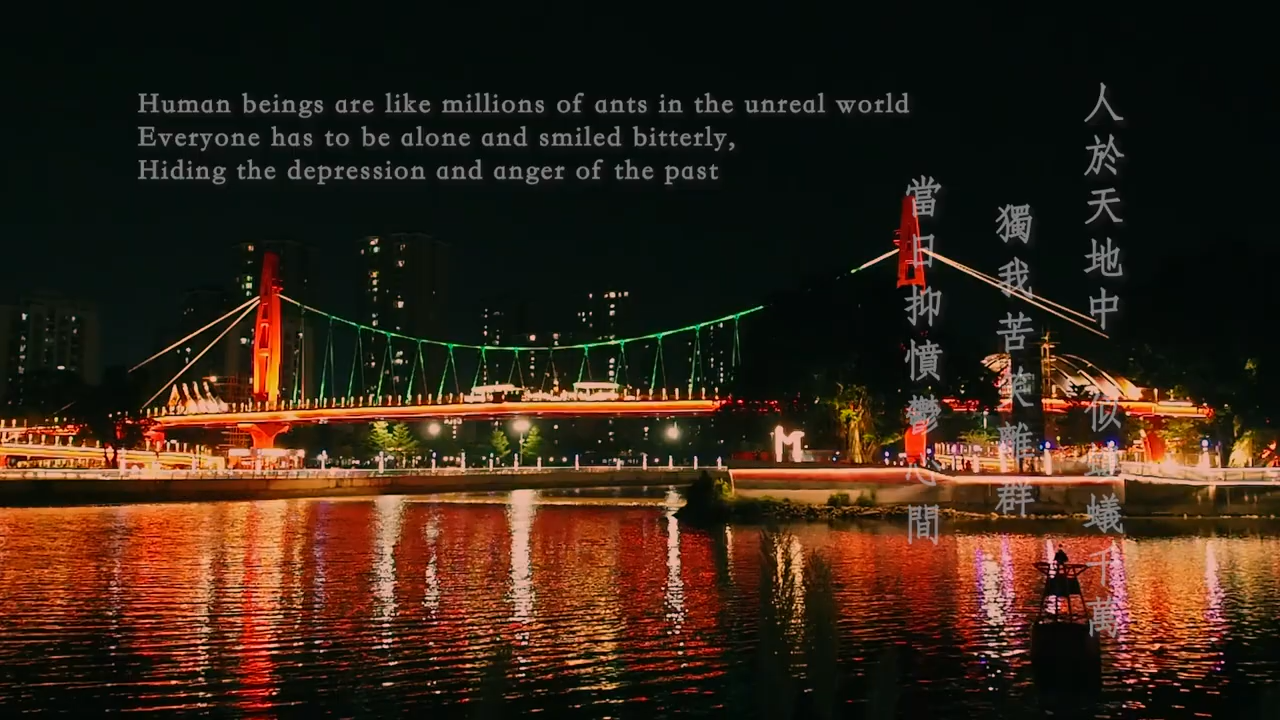 Human beings are like millions of ants in the unreal world
Everyone has to be alone and smiled bitterly,
Hiding the depression and anger of the past
人於天地中 似螻蟻千萬
獨我苦笑離群
當日抑憤鬱心間
M